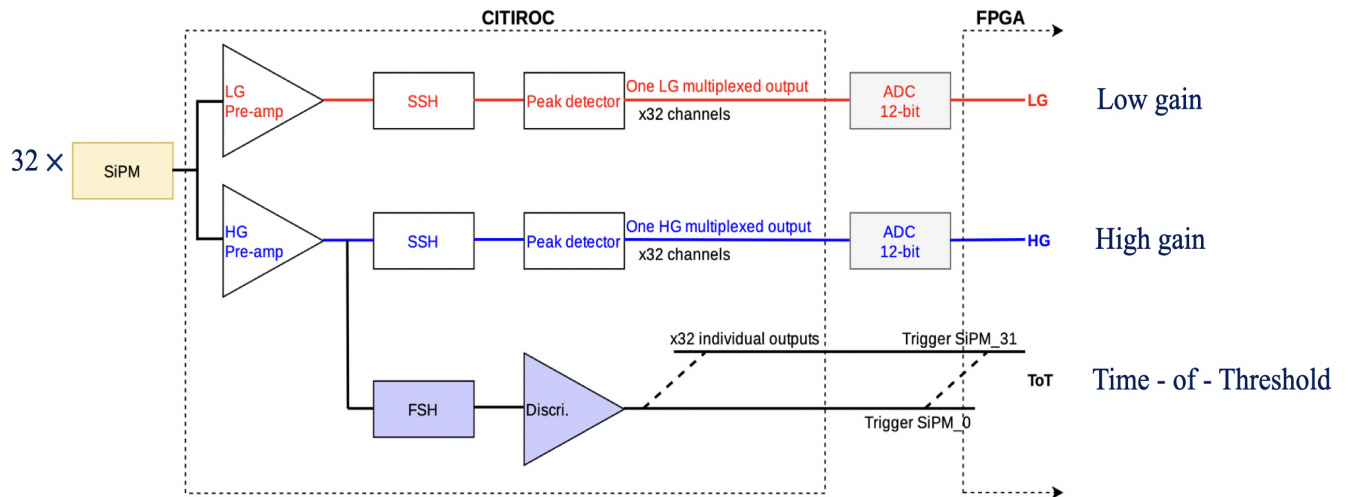 CITIROC
FPGA
LG
Pre-amp
SSH
Peak detector
One LG multiplexed output
x32 channels
ADC
12-bit
LG
Low gain
32 ×
SiPM
HG
Pre-amp
SSH
Peak detector
One HG multiplexed output
x32 channels
ADC
12-bit
HG
High gain
x32 individual outputs
Trigger SiPM_31
FSH
Discri.
ToT
Time - of - Threshold
Trigger SiPM_0